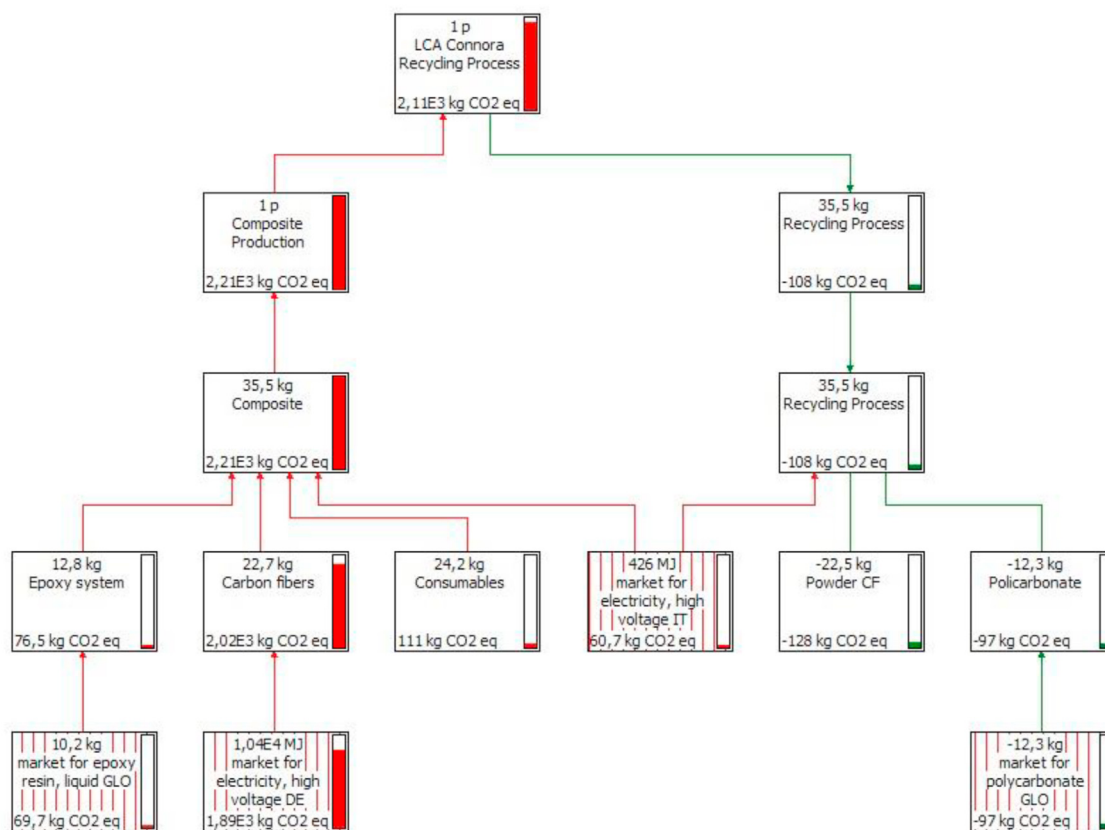 1 p
LCA Connora
Recycling Process
2,11E3 kg CO2 eq
1 p
Composite
Production
2,21E3 kg CO2 eq
35,5 kg
Recycling Process
-108 kg CO2 eq
35,5 kg
Composite
2,21E3 kg CO2 eq
35,5 kg
Recycling Process
-108 kg CO2 eq
12,8 kg
Epoxy system
76,5 kg CO2 eq
22,7 kg
Carbon fibers
2,02E3 kg CO2 eq
24,2 kg
Consumables
111 kg CO2 eq
426 MJ
market for
electricity, high
voltage IT
60,7 kg CO2 eq
-22,5 kg
Powder CF
-128 kg CO2 eq
-12,3 kg
Policarbonate
-97 kg CO2 eq
10,2 kg
market for epoxy
resin, liquid GLO
69,7 kg CO2 eq
1,04E4 MJ
market for
electricity, high
voltage DE
1,89E3 kg CO2 eq
-12,3 kg
market for
polycarbonate
GLO
-97 kg CO2 eq